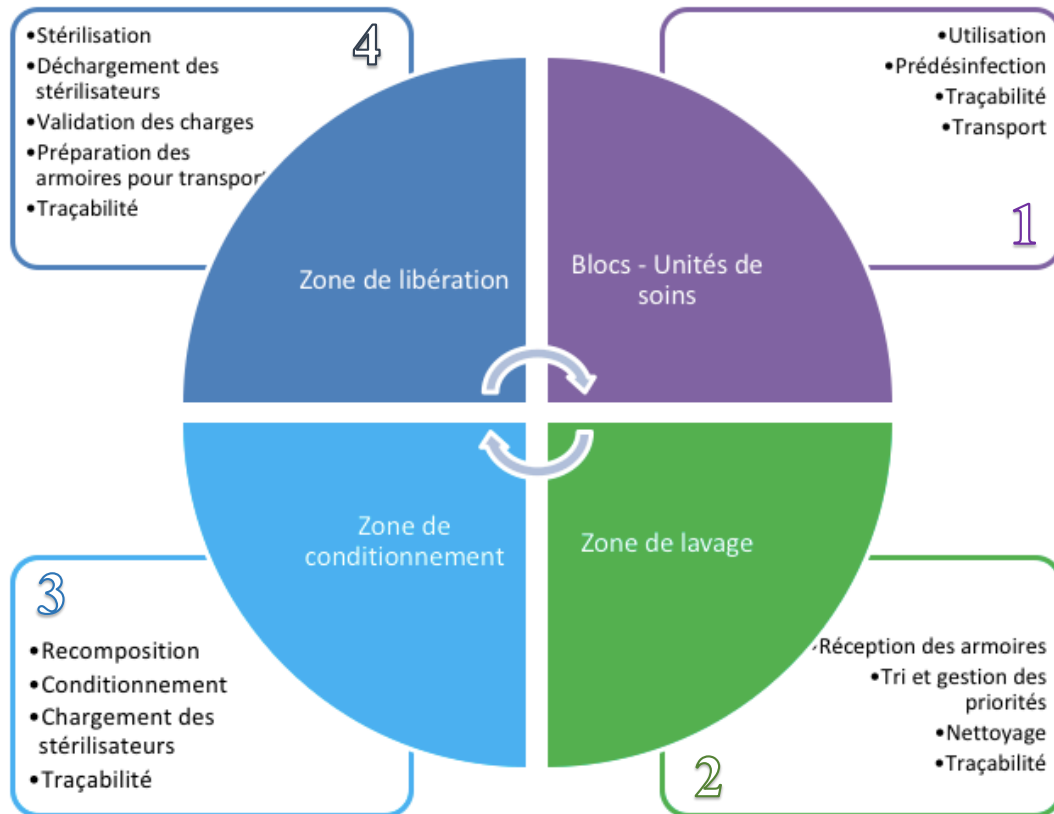 4
•Stérilisation
•Déchargement des
stérilisateurs
•Validation des charges
•Préparation des
armoires pour transport
•Traçabilité
•Utilisation
•Prédésinfection
•Traçabilité
•Transport
1
Zone de libération
Blocs - Unités de
soins
Zone de
conditionnement
Zone de lavage
3
•Recomposition
•Conditionnement
•Chargement des
stérilisateurs
•Traçabilité
•Réception des armoires
•Tri et gestion des
priorités
•Nettoyage
•Traçabilité
2